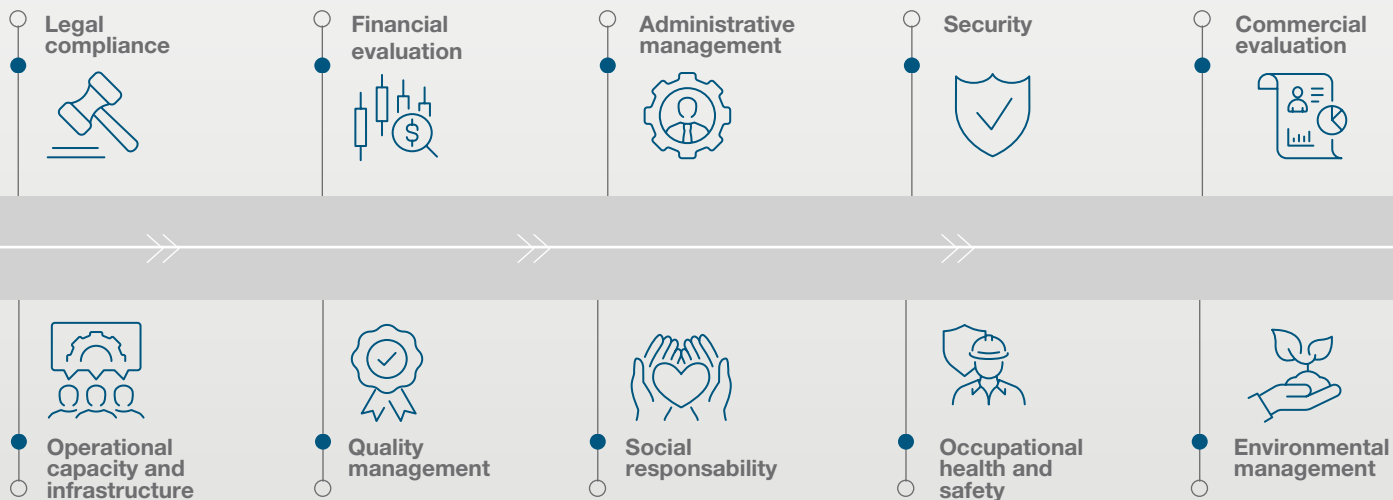 Legal
compliance
Financial
evaluation
Administrative
management
Security
Commercial
evaluation
$
Operational
capacity and
infrastructure
Quality
management
Social
responsability
Occupational
health and
safety
Environmental
management